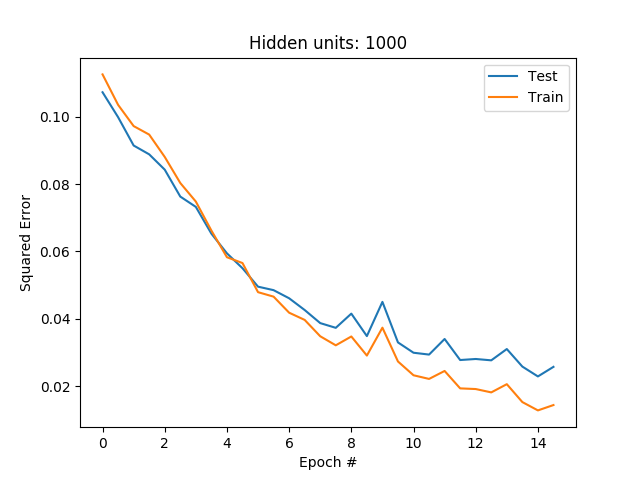 Hidden units: 1000
Test
Train
0.10
0.08
0.06
0.04
0.02
Squared Error
0 2 4 6 8 10 12 14
Epoch #